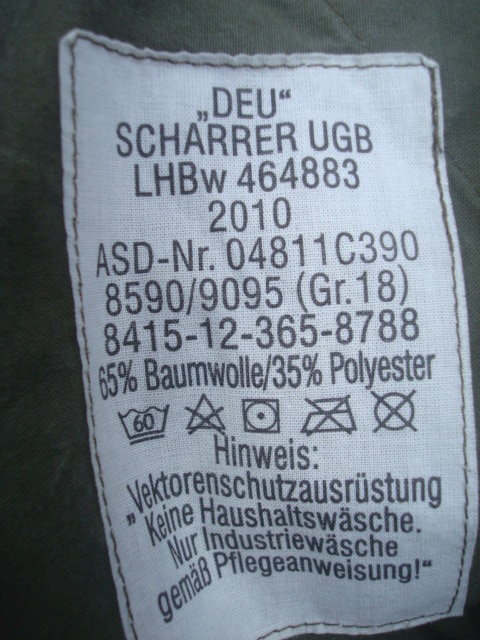 „DEU“
SCHARRER UGB
LHBw 464883
2010
ASD-Nr. 04811C390
8590/9095 (Gr.18)
8415-12-365-8788
65% Baumwolle/35% Polyester
60
Hinweis:
„Vektorenschutzausrüstung
Keine Haushaltswäsche.
Nur Industriewäsche
gemäß Pflegeanweisung!“